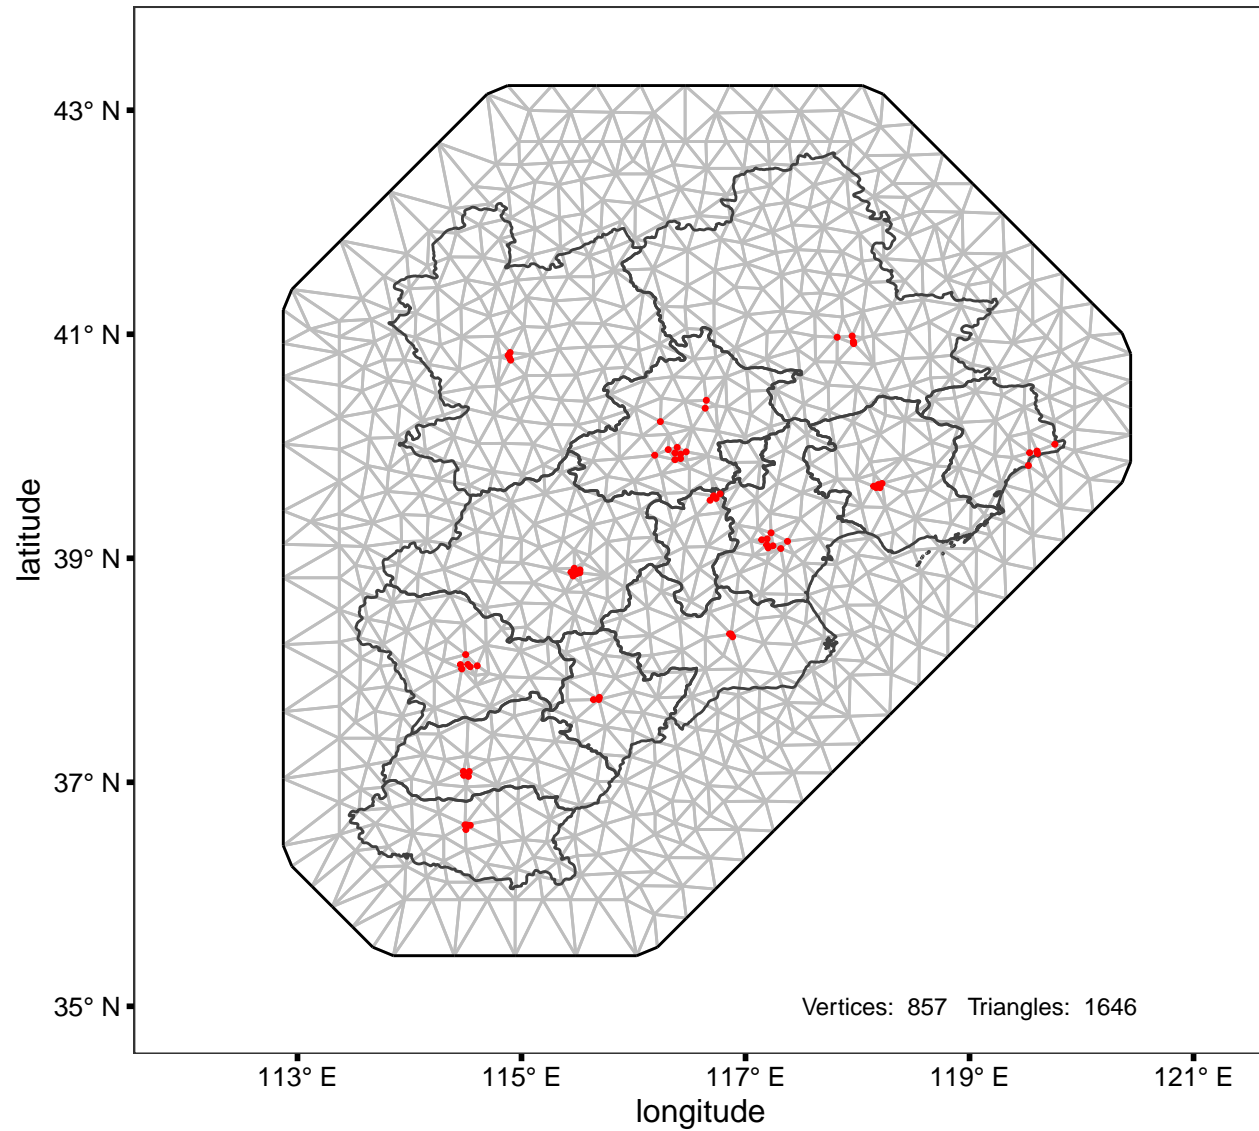 43° N
41° N
39° N
37° N
35° N
latitude
Vertices: 857 Triangles: 1646
113° E 115° E 117° E 119° E 121° E
longitude